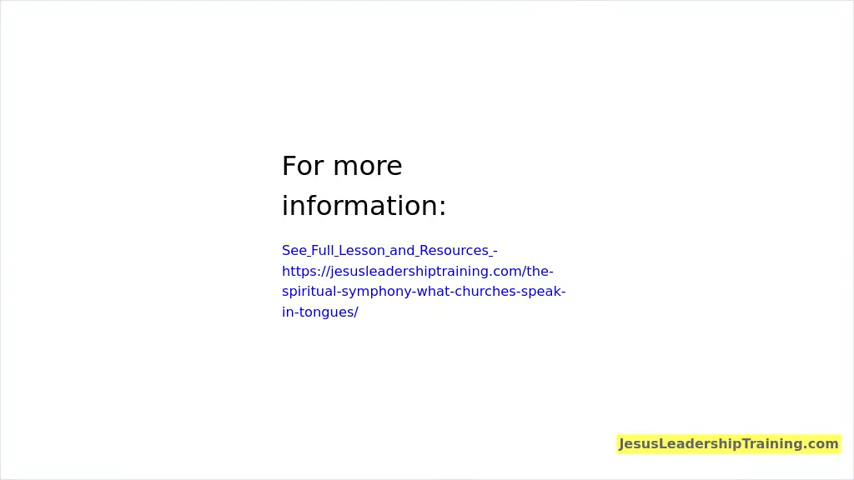 For more
information:
See_Full_Lesson_and_Resources_-
https://jesusleadershiptraining.com/the-
spiritual-symphony-what-churches-speak-
in-tongues/
JesusLeadershipTraining.com